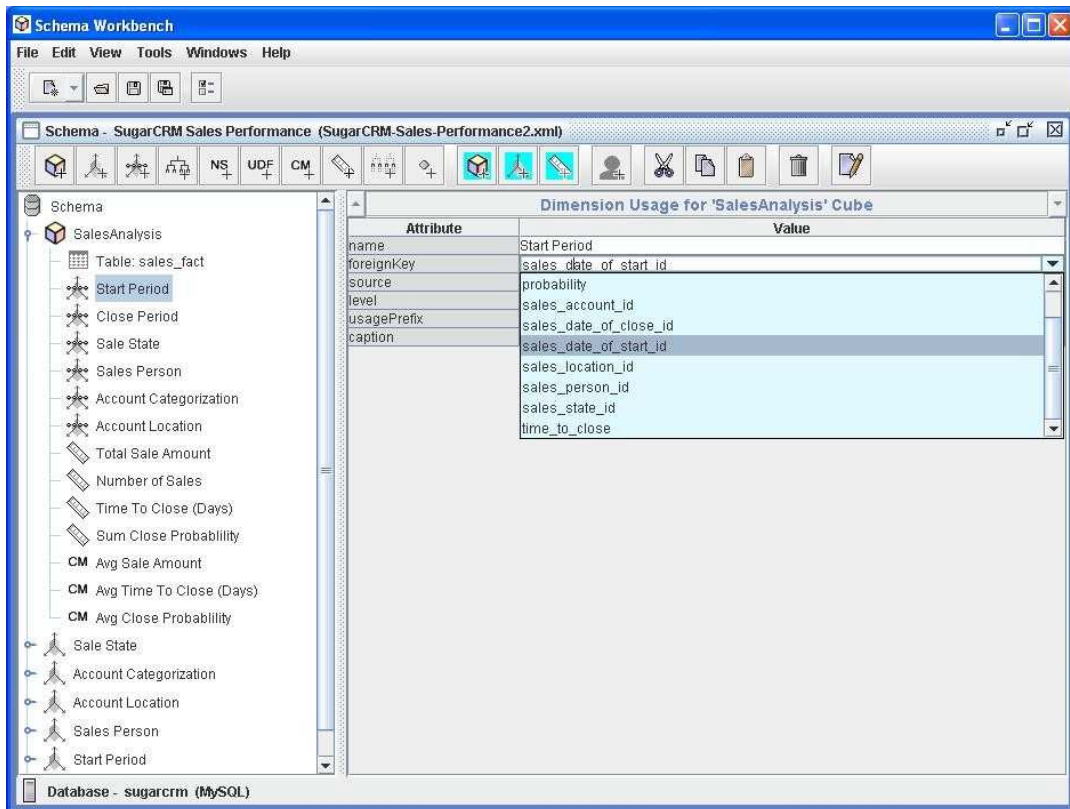 Schema Workbench
File Edit View Tools Windows Help
Schema - SugarCRM Sales Performance (SugarCRM-Sales-Performance2.xml)
NS UDF CM
Schema
SalesAnalysis
Table: sales_fact
Start Period
Close Period
Sale State
Sales Person
Account Categorization
Account Location
Total Sale Amount
Number of Sales
Time To Close (Days)
Sum Close Probablility
CM Avg Sale Amount
CM Avg Time To Close (Days)
CM Avg Close Probablility
Sale State
Account Categorization
Account Location
Sales Person
Start Period
Dimension Usage for 'SalesAnalysis' Cube
Attribute Value
name Start Period
foreignKey sales_date_of_start_id
source
level
usagePrefix
caption
probability
sales_account_id
sales_date_of_close_id
sales_date_of_start_id
sales_location_id
sales_person_id
sales_state_id
time_to_close
Database - sugarcrm (MySQL)